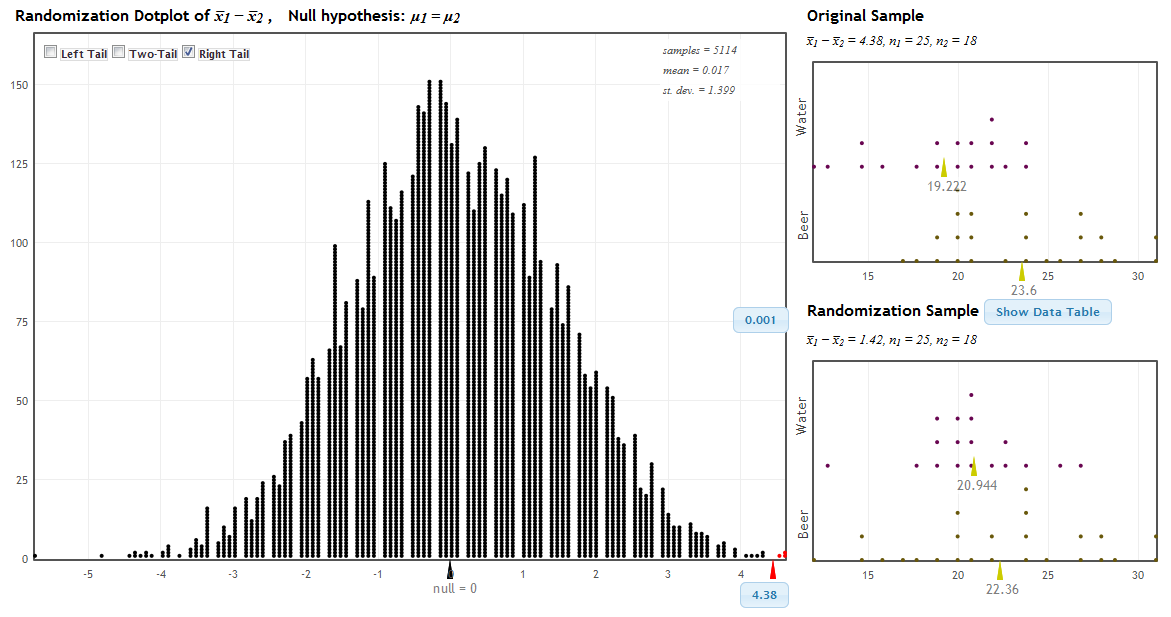 Randomization Dotplot of x̄1 − x̄2 , Null hypothesis: μ1 = μ2
Left Tail Two-Tail Right Tail
samples = 5114
mean = 0.017
st. dev. = 1.399
150
125
100
75
50
25
0
0.001
-5 -4 -3 -2 -1 0 1 2 3 4
null = 0
4.38
Original Sample
x̄1 − x̄2 = 4.38, n1 = 25, n2 = 18
Water
19.222
Beer
15 20 25 30
23.6
Randomization Sample Show Data Table
x̄1 − x̄2 = 1.42, n1 = 25, n2 = 18
Water
20.944
Beer
15 20 25 30
22.36